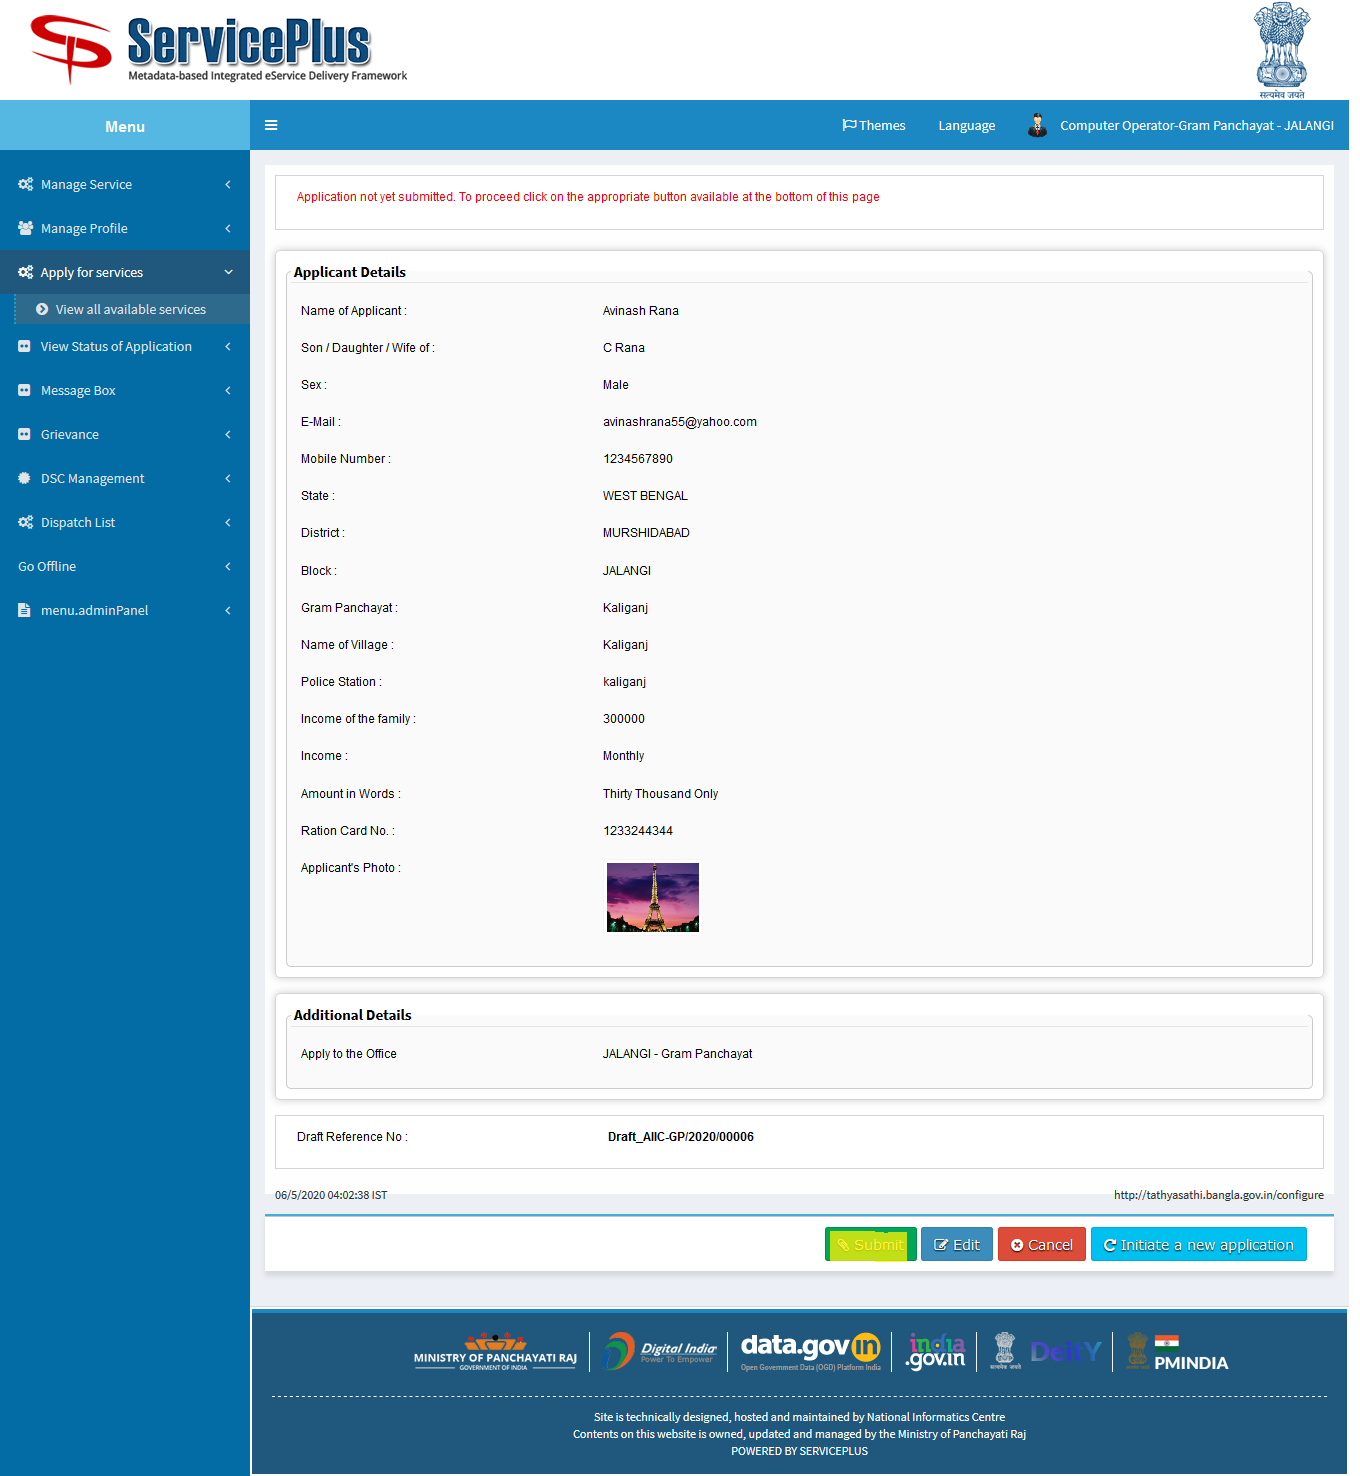 ServicePlus
Metadata-based Integrated eService Delivery Framework
सत्यमेव जयते
Menu
Themes
Language
Computer Operator-Gram Panchayat - JALANGI
Manage Service
Manage Profile
Apply for services
View all available services
View Status of Application
Message Box
Grievance
DSC Management
Dispatch List
Go Offline
menu.adminPanel
Application not yet submitted. To proceed click on the appropriate button available at the bottom of this page
Applicant Details
Name of Applicant : Avinash Rana
Son / Daughter / Wife of : C Rana
Sex : Male
E-Mail : avinashrana55@yahoo.com
Mobile Number : 1234567890
State : WEST BENGAL
District : MURSHIDABAD
Block : JALANGI
Gram Panchayat : Kaliganj
Name of Village : Kaliganj
Police Station : kaliganj
Income of the family : 300000
Income : Monthly
Amount in Words : Thirty Thousand Only
Ration Card No. : 1233244344
Applicant's Photo :
Additional Details
Apply to the Office JALANGI - Gram Panchayat
Draft Reference No : Draft_AIIC-GP/2020/00006
06/5/2020 04:02:38 IST http://tathyasathi.bangla.gov.in/configure
Submit Edit Cancel Initiate a new application
MINISTRY OF PANCHAYATI RAJ
GOVERNMENT OF INDIA
Digital India
Power To Empower
data.gov in
Open Government Data (OGD) Platform India
india
.gov.in
सत्यमेव जयते
DeitY
PMINDIA
Site is technically designed, hosted and maintained by National Informatics Centre
Contents on this website is owned, updated and managed by the Ministry of Panchayati Raj
POWERED BY SERVICEPLUS